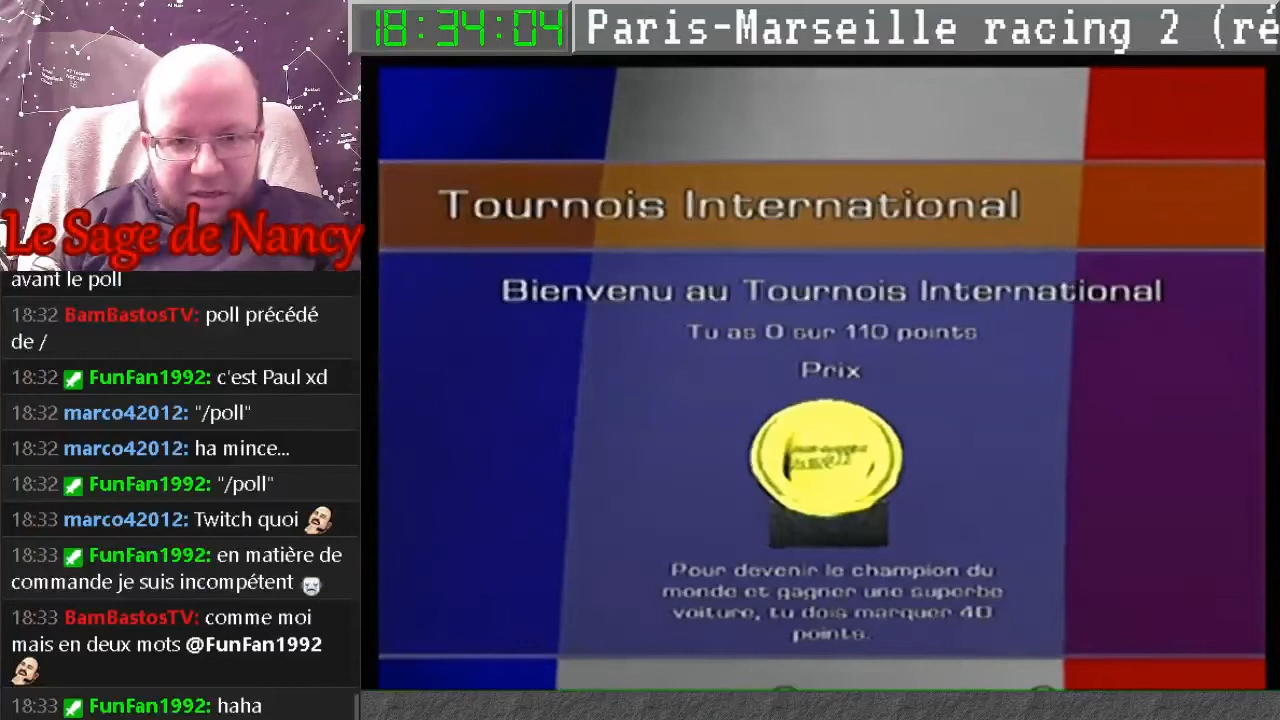 18:34:04
Paris-Marseille racing 2 (ré
Le Sage de Nancy
avant le poll
18:32 BamBastosTV: poll précédé
de /
18:32 FunFan1992: c'est Paul xd
18:32 marco42012: "/poll"
18:32 marco42012: ha mince...
18:32 FunFan1992: "/poll"
18:33 marco42012: Twitch quoi
18:33 FunFan1992: en matière de
commande je suis incompétent
18:33 BamBastosTV: comme moi
mais en deux mots @FunFan1992
18:33 FunFan1992: haha
Tournois International
Bienvenu au Tournois International
Tu as 0 sur 110 points
Prix
Pour devenir le champion du
monde et gagner une superbe
voiture, tu dois marquer 40
points.